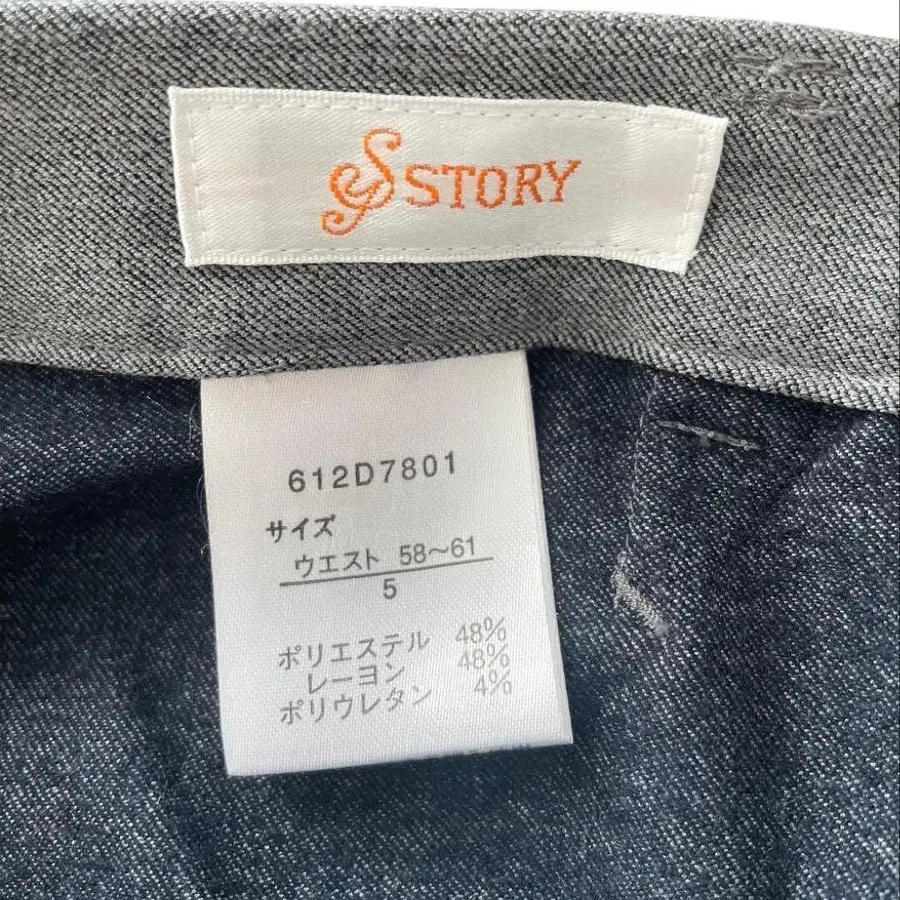 S STORY
612D7801
サイズ
ウエスト 58～61
5
ポリエステル 48%
レーヨン 48%
ポリウレタン 4%